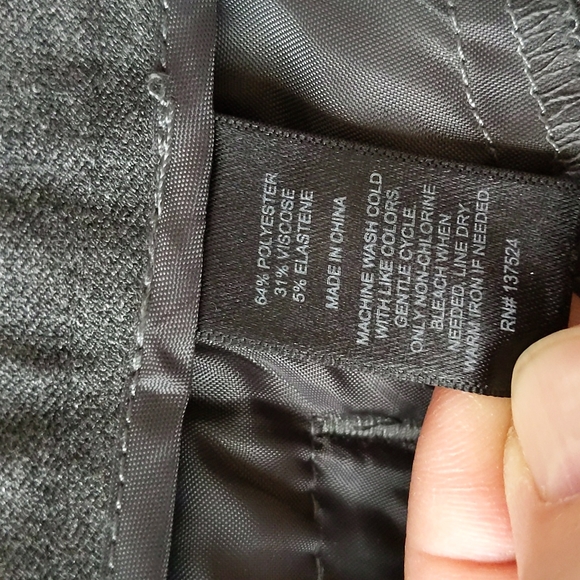 64% POLYESTER
31% VISCOSE
5% ELASTENE
MADE IN CHINA
MACHINE WASH COLD
WITH LIKE COLORS,
GENTLE CYCLE.
ONLY NON-CHLORINE
BLEACH WHEN
NEEDED, LINE DRY.
WARM IRON IF NEEDED.
RN# 137524